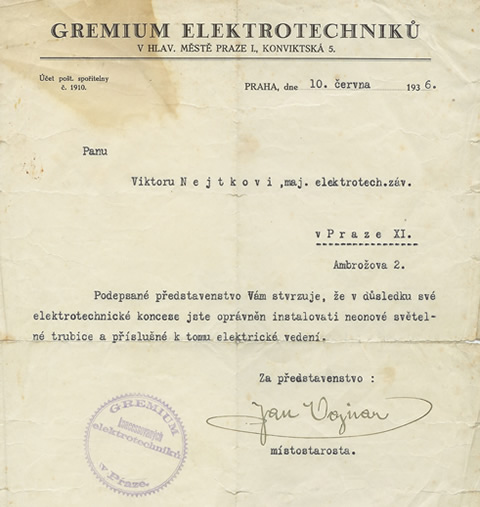 GREMIUM ELEKTROTECHNIKŮ
V HLAV. MĚSTĚ PRAZE I., KONVIKTSKÁ 5.
Účet pošt. spořitelny
č. 1910.
PRAHA, dne 10. června 1936.
Panu
Viktoru N e j t k o v i ,maj. elektrotech.záv.
v P r a z e XI.
Ambrožova 2.
Podepsané představenstvo Vám stvrzuje, že v důsledku své
elektrotechnické koncese jste oprávněn instalovati neonové světel-
né trubice a příslušné k tomu elektrické vedení.
Za představenstvo :
Jan Vojnar
místostarosta.
GREMIUM
koncesovaných
elektrotechniků
v Praze.